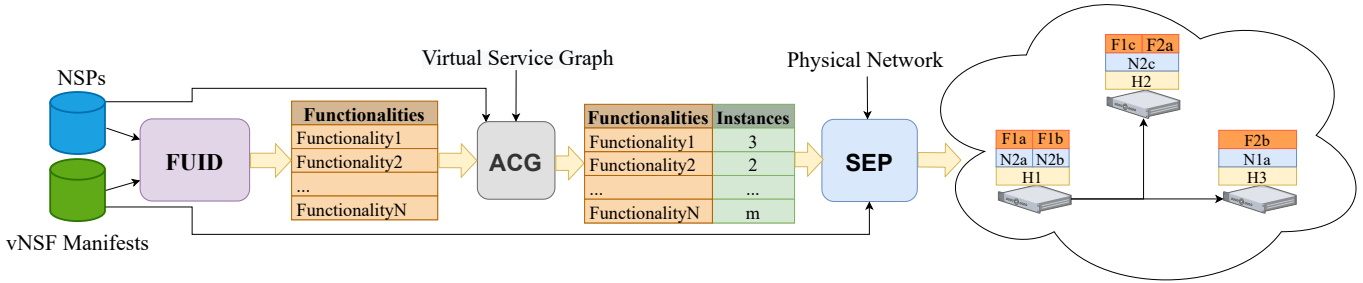 NSPs
vNSF Manifests
FUID
Functionalities
Functionality1
Functionality2
...
FunctionalityN
Virtual Service Graph
ACG
Functionalities Instances
Functionality1 3
Functionality2 2
... ...
FunctionalityN m
Physical Network
SEP
F1a F1b
N2a N2b
H1
F1c F2a
N2c
H2
F2b
N1a
H3